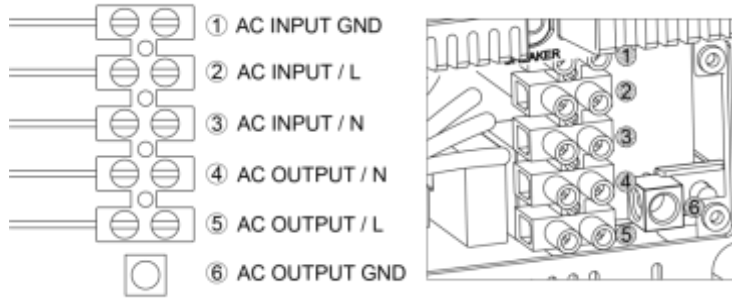 ① AC INPUT GND
② AC INPUT / L
③ AC INPUT / N
④ AC OUTPUT / N
⑤ AC OUTPUT / L
⑥ AC OUTPUT GND
①
②
③
④
⑥
⑤